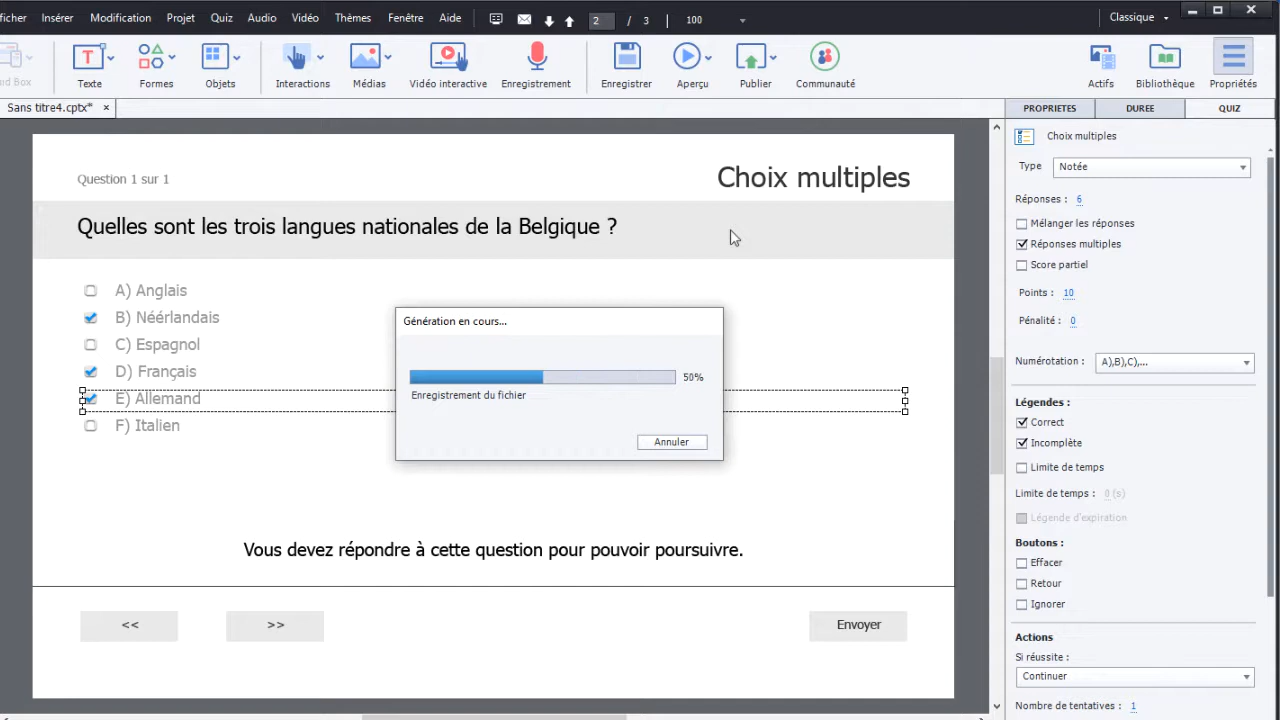 ficher Insérer Modification Projet Quiz Audio Vidéo Thèmes Fenêtre Aide 2 / 3 100 Classique
ed Box Texte Formes Objets Interactions Médias Vidéo interactive Enregistrement Enregistrer Aperçu Publier Communauté Actifs Bibliothèque Propriétés
Sans titre4.cptx* ×
PROPRIETES DUREE QUIZ
Question 1 sur 1
Choix multiples
Quelles sont les trois langues nationales de la Belgique ?
A) Anglais
B) Néérlandais
C) Espagnol
D) Français
E) Allemand
F) Italien
Génération en cours...
50%
Enregistrement du fichier
Annuler
Vous devez répondre à cette question pour pouvoir poursuivre.
<< >> Envoyer
Choix multiples
Type Notée
Réponses : 6
Mélanger les réponses
Réponses multiples
Score partiel
Points : 10
Pénalité : 0
Numérotation : A),B),C),...
Légendes :
Correct
Incomplète
Limite de temps
Limite de temps : 0 (s)
Légende d'expiration
Boutons :
Effacer
Retour
Ignorer
Actions
Si réussite :
Continuer
Nombre de tentatives : 1